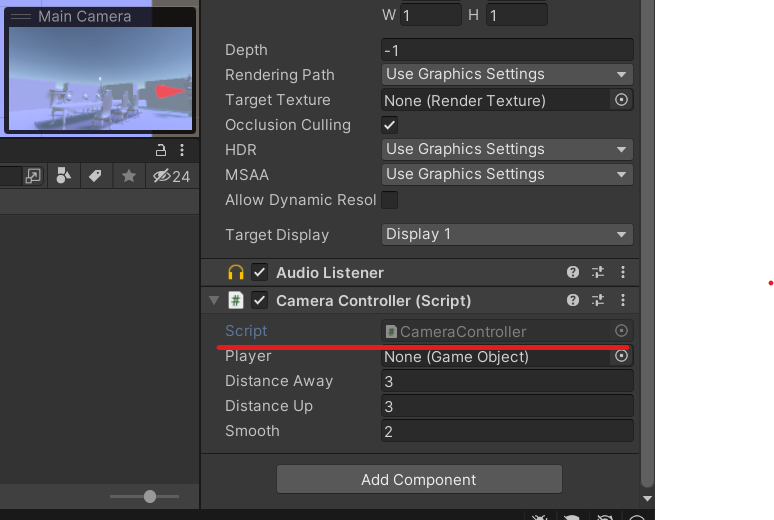 Main Camera
W 1 H 1
Depth -1
Rendering Path Use Graphics Settings
Target Texture None (Render Texture)
Occlusion Culling
HDR Use Graphics Settings
MSAA Use Graphics Settings
24
Allow Dynamic Resol
Target Display Display 1
Audio Listener
# Camera Controller (Script)
Script # CameraController
Player None (Game Object)
Distance Away 3
Distance Up 3
Smooth 2
Add Component